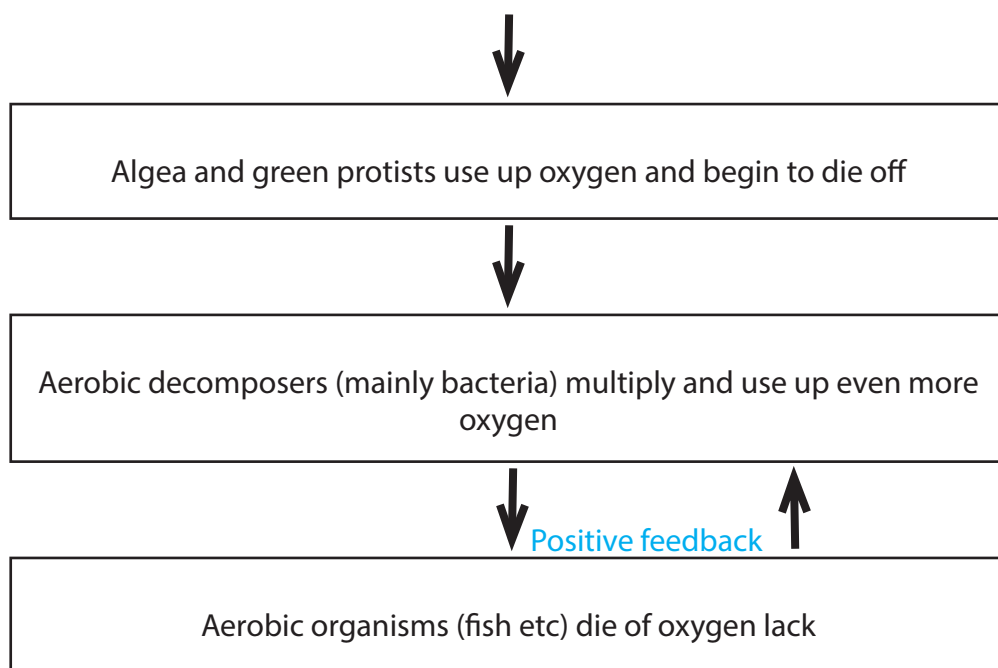 Algea and green protists use up oxygen and begin to die off
Aerobic decomposers (mainly bacteria) multiply and use up even more
oxygen
Positive feedback
Aerobic organisms (fish etc) die of oxygen lack